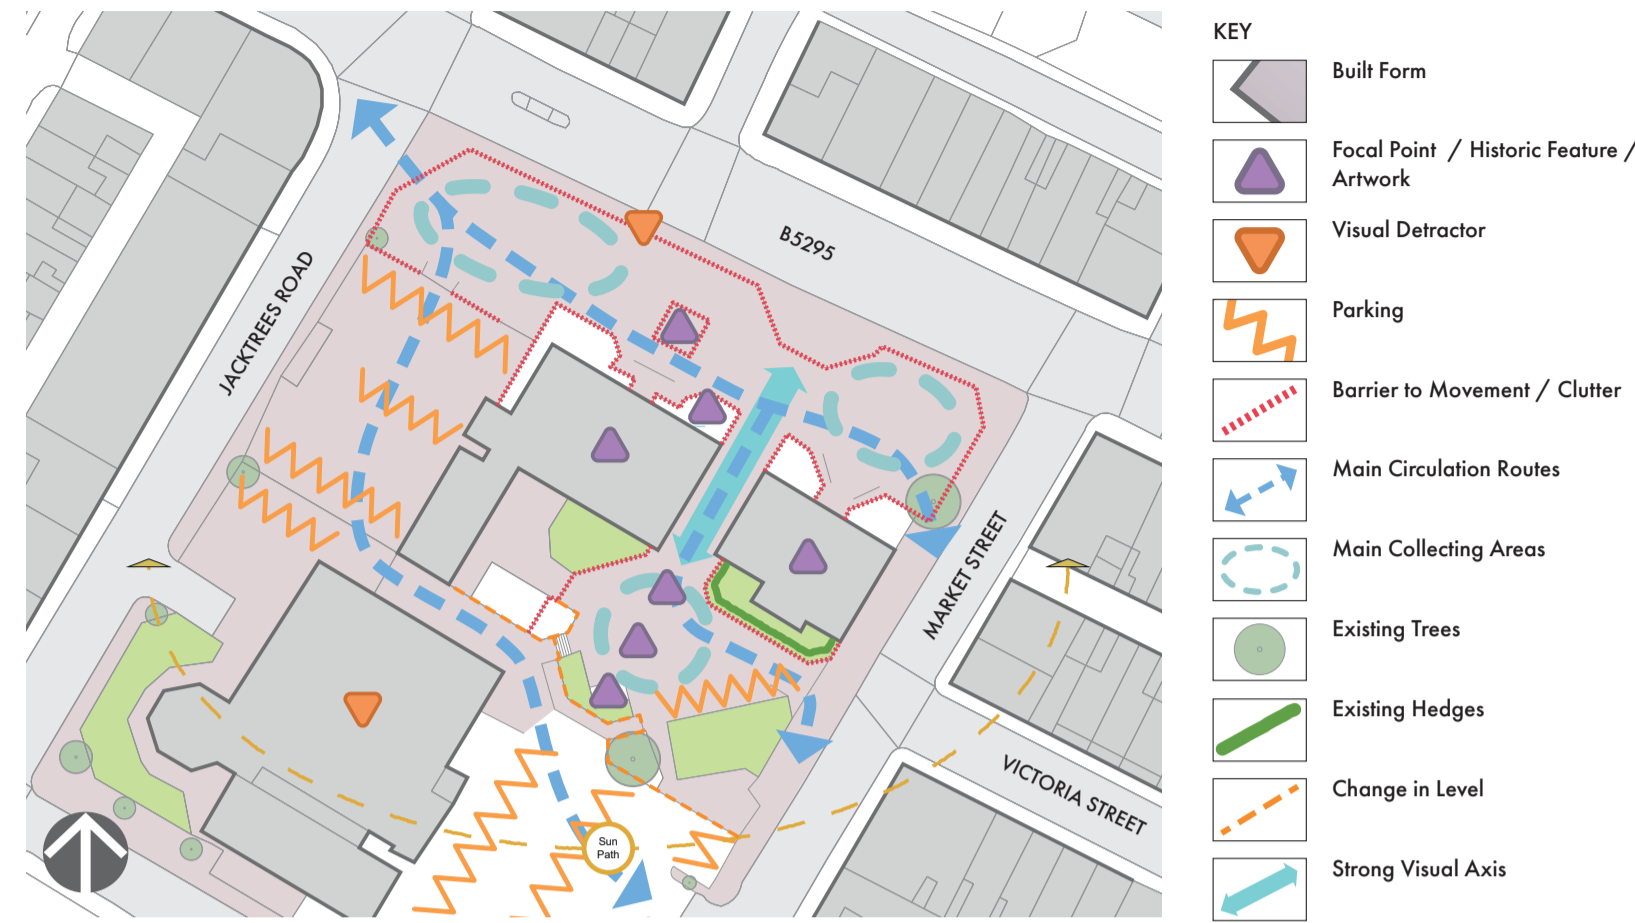 JACKTREES ROAD
B5295
MARKET STREET
VICTORIA STREET
Sun
Path
KEY
Built Form
Focal Point / Historic Feature /
Artwork
Visual Detractor
Parking
Barrier to Movement / Clutter
Main Circulation Routes
Main Collecting Areas
Existing Trees
Existing Hedges
Change in Level
Strong Visual Axis